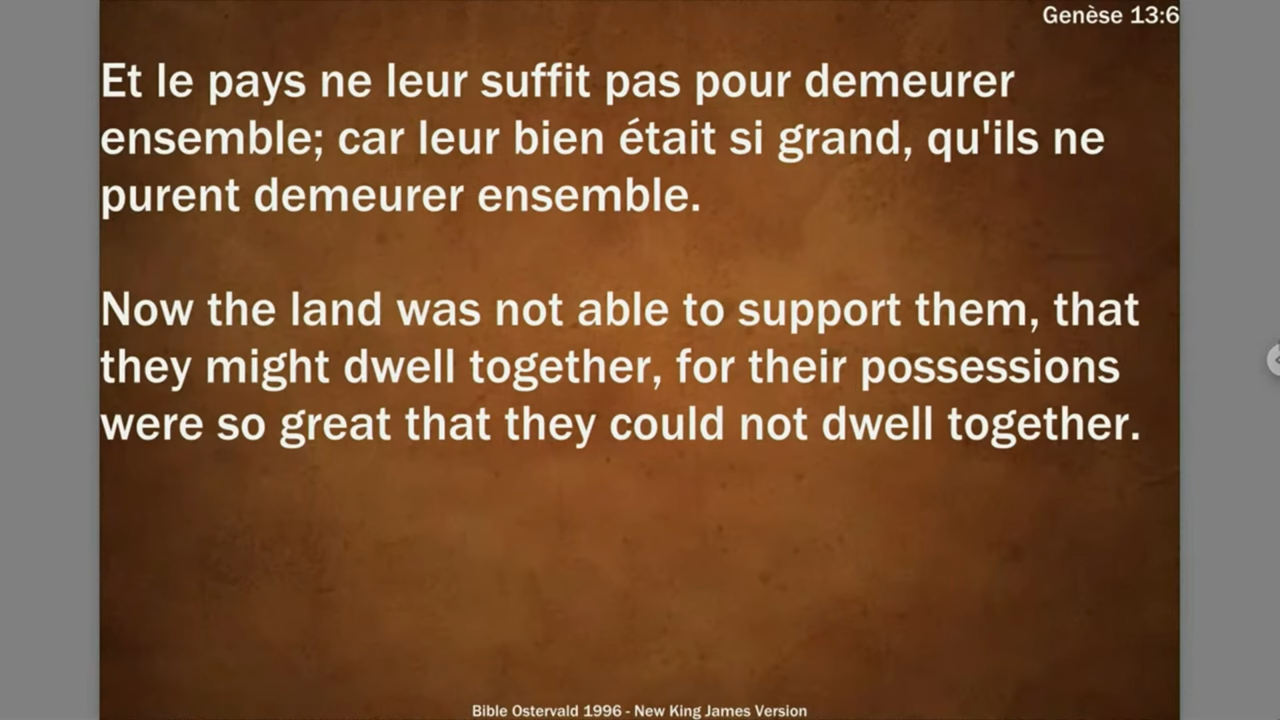 Genèse 13:6
Et le pays ne leur suffit pas pour demeurer
ensemble; car leur bien était si grand, qu'ils ne
purent demeurer ensemble.
Now the land was not able to support them, that
they might dwell together, for their possessions
were so great that they could not dwell together.
Bible Ostervald 1996 - New King James Version